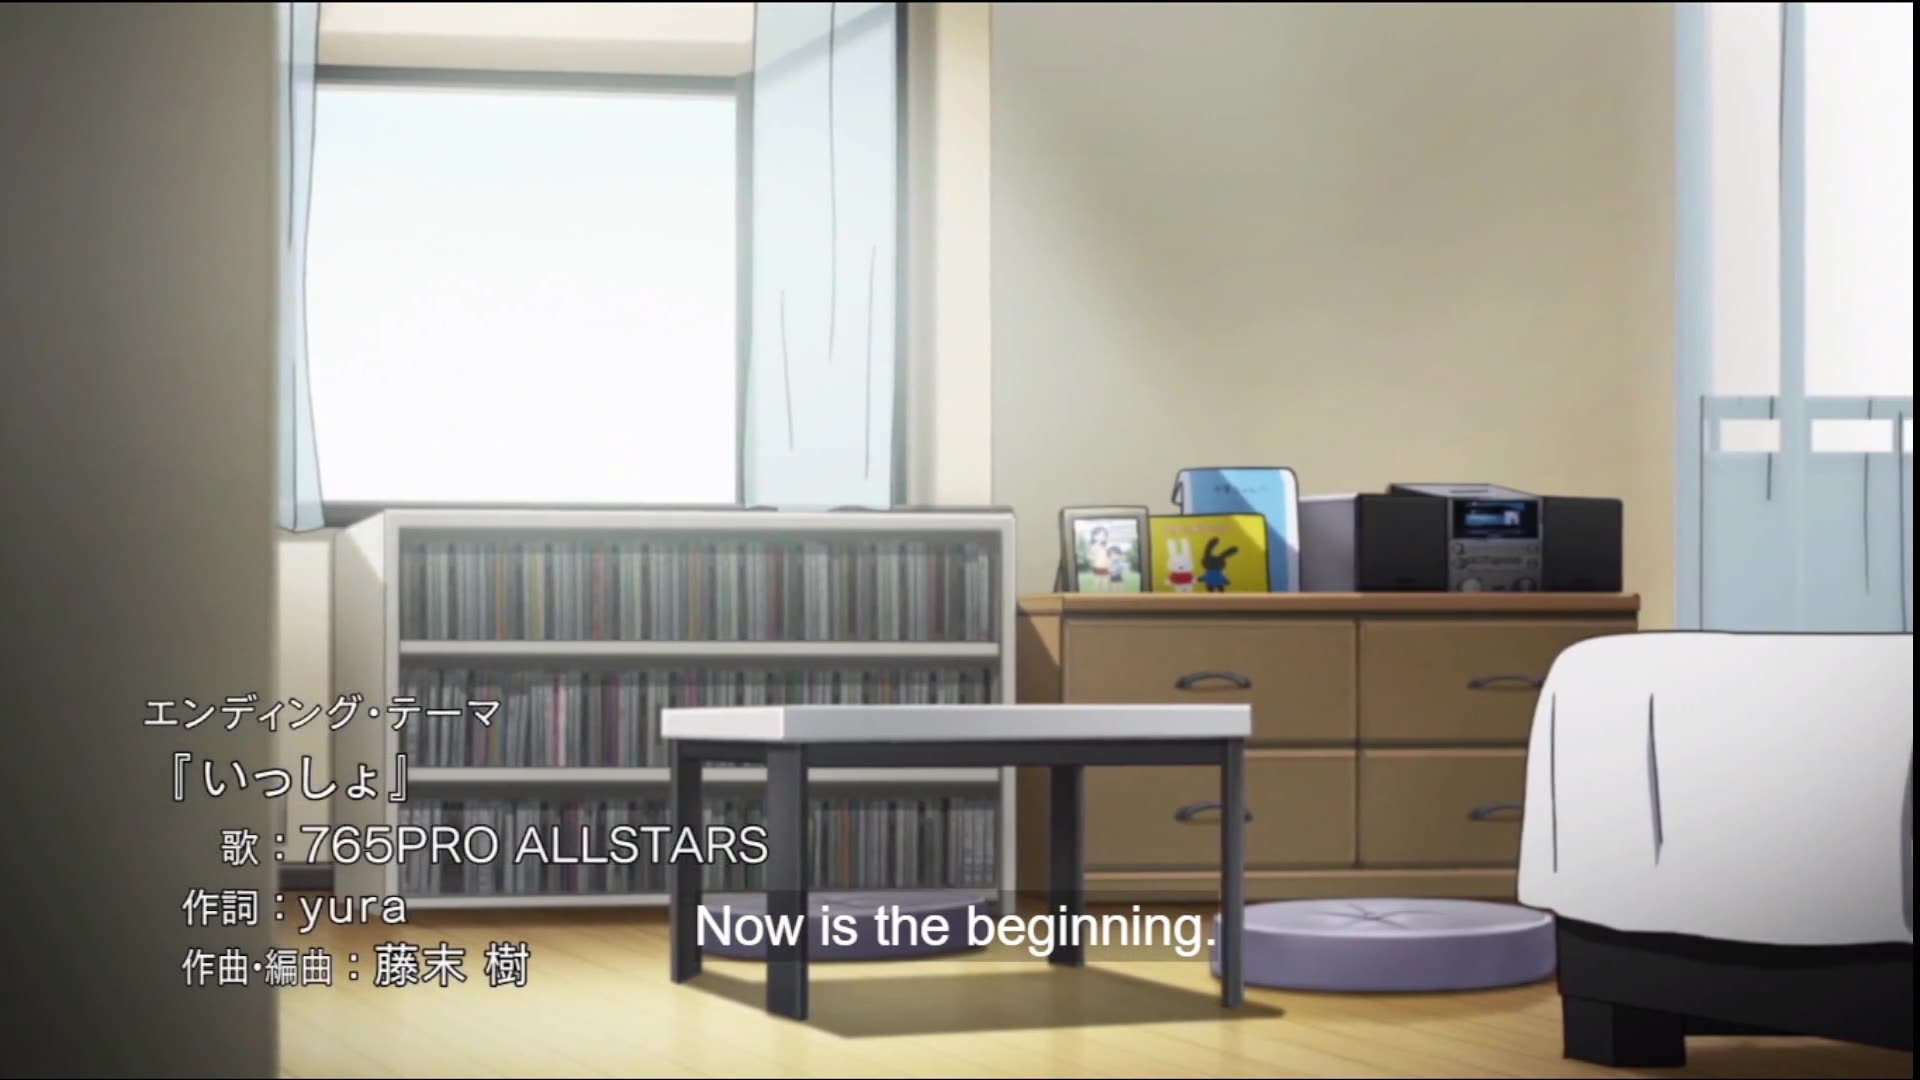 エンディング・テーマ
『いっしょ』
歌：765PRO ALLSTARS
作詞：yura
作曲・編曲：藤末 樹
Now is the beginning.